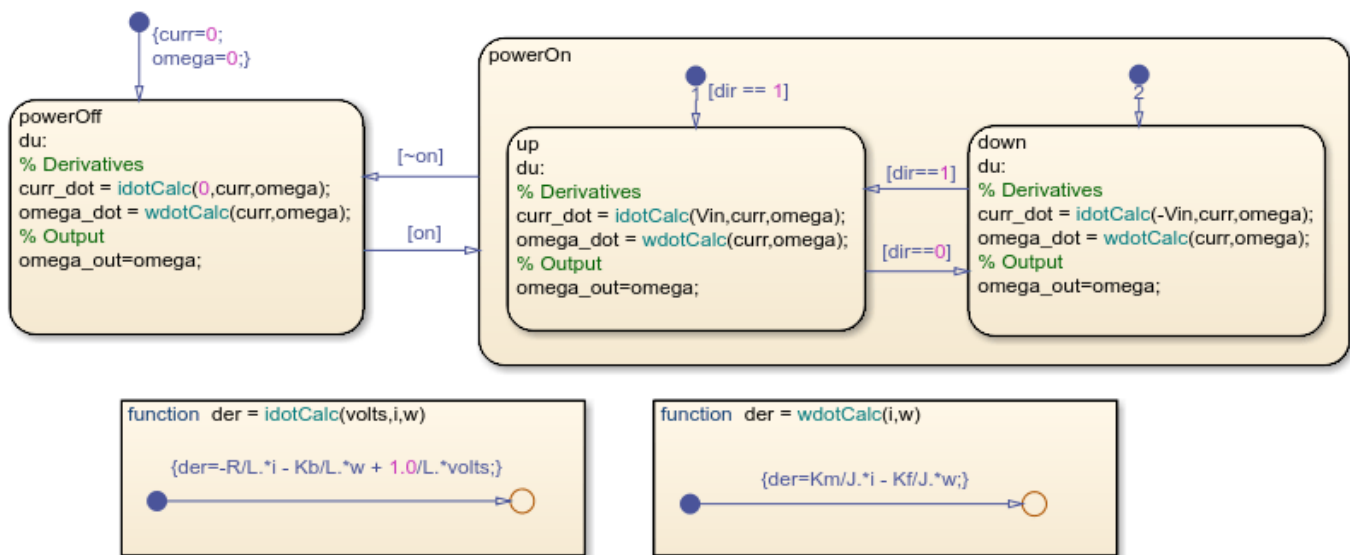 {curr=0;
omega=0;}
powerOff
du:
% Derivatives
curr_dot = idotCalc(0,curr,omega);
omega_dot = wdotCalc(curr,omega);
% Output
omega_out=omega;
[~on]
[on]
powerOn
1
[dir == 1]
up
du:
% Derivatives
curr_dot = idotCalc(Vin,curr,omega);
omega_dot = wdotCalc(curr,omega);
% Output
omega_out=omega;
[dir==1]
[dir==0]
2
down
du:
% Derivatives
curr_dot = idotCalc(-Vin,curr,omega);
omega_dot = wdotCalc(curr,omega);
% Output
omega_out=omega;
function der = idotCalc(volts,i,w)
{der=-R/L.*i - Kb/L.*w + 1.0/L.*volts;}
function der = wdotCalc(i,w)
{der=Km/J.*i - Kf/J.*w;}